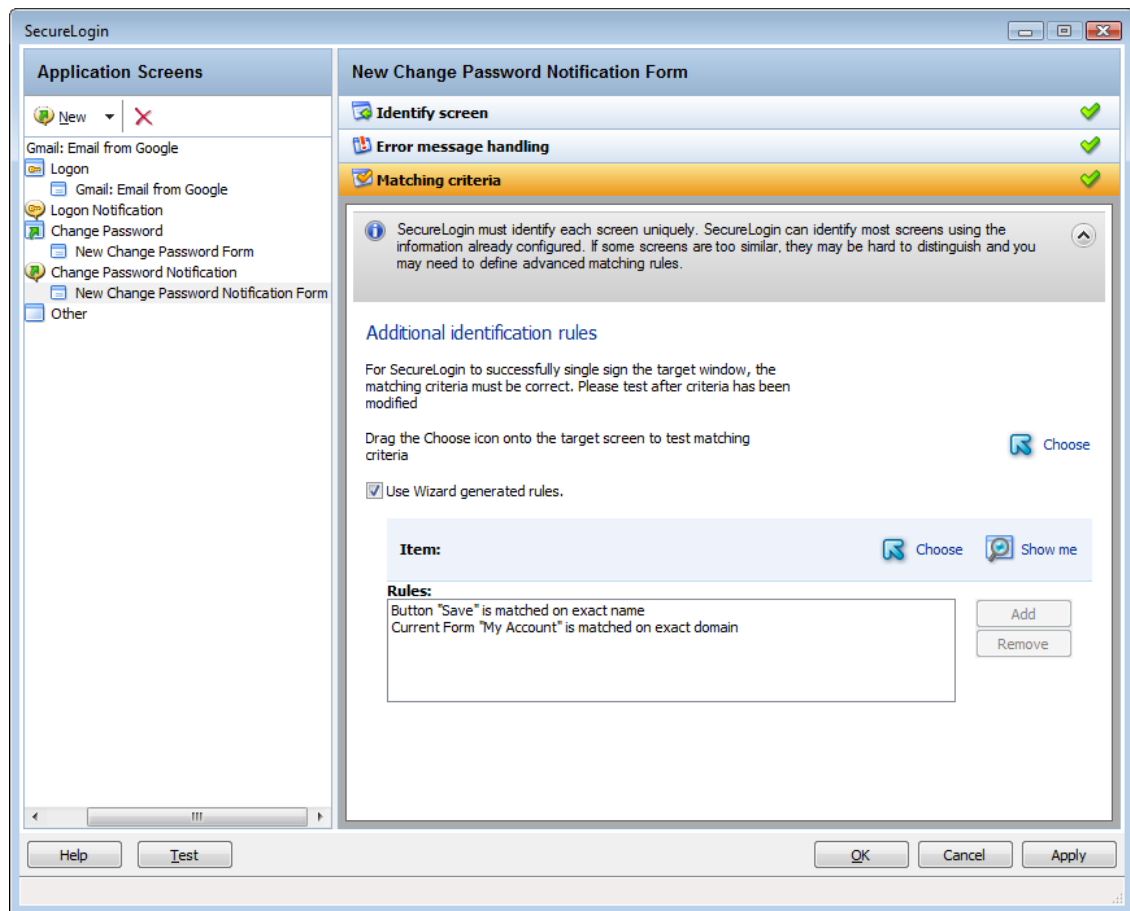 SecureLogin
Application Screens
New
Gmail: Email from Google
Logon
Gmail: Email from Google
Logon Notification
Change Password
New Change Password Form
Change Password Notification
New Change Password Notification Form
Other
New Change Password Notification Form
Identify screen
Error message handling
Matching criteria
SecureLogin must identify each screen uniquely. SecureLogin can identify most screens using the
information already configured. If some screens are too similar, they may be hard to distinguish and you
may need to define advanced matching rules.
Additional identification rules
For SecureLogin to successfully single sign the target window, the
matching criteria must be correct. Please test after criteria has been
modified
Drag the Choose icon onto the target screen to test matching
criteria
Choose
Use Wizard generated rules.
Item:
Choose
Show me
Rules:
Button "Save" is matched on exact name
Current Form "My Account" is matched on exact domain
Add
Remove
Help
Test
OK
Cancel
Apply